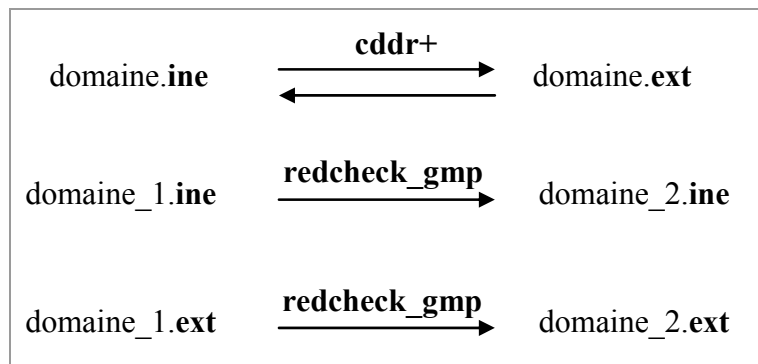 cddr+
domaine.ine domaine.ext
redcheck_gmp
domaine_1.ine domaine_2.ine
redcheck_gmp
domaine_1.ext domaine_2.ext